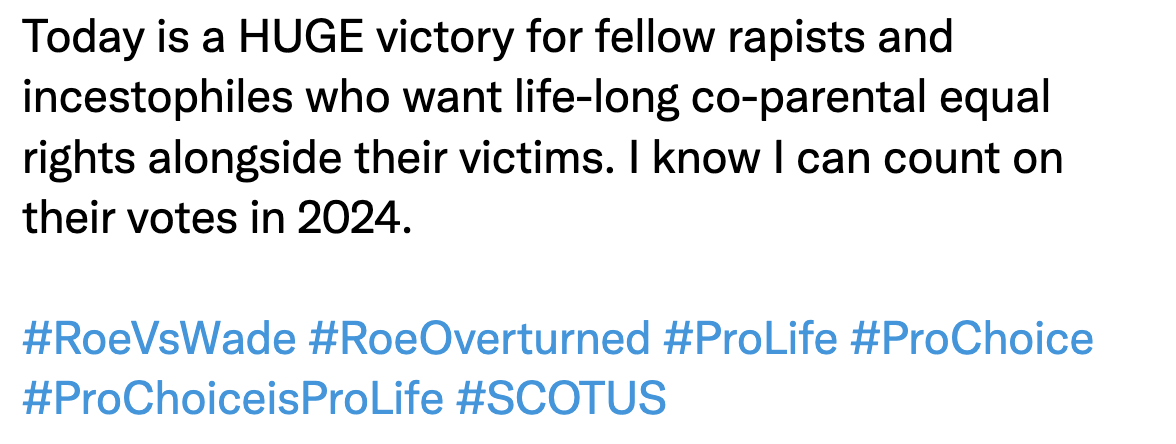 Today is a HUGE victory for fellow rapists and
incestophiles who want life-long co-parental equal
rights alongside their victims. I know I can count on
their votes in 2024.
#RoeVsWade #RoeOverturned #ProLife #ProChoice
#ProChoiceisProLife #SCOTUS